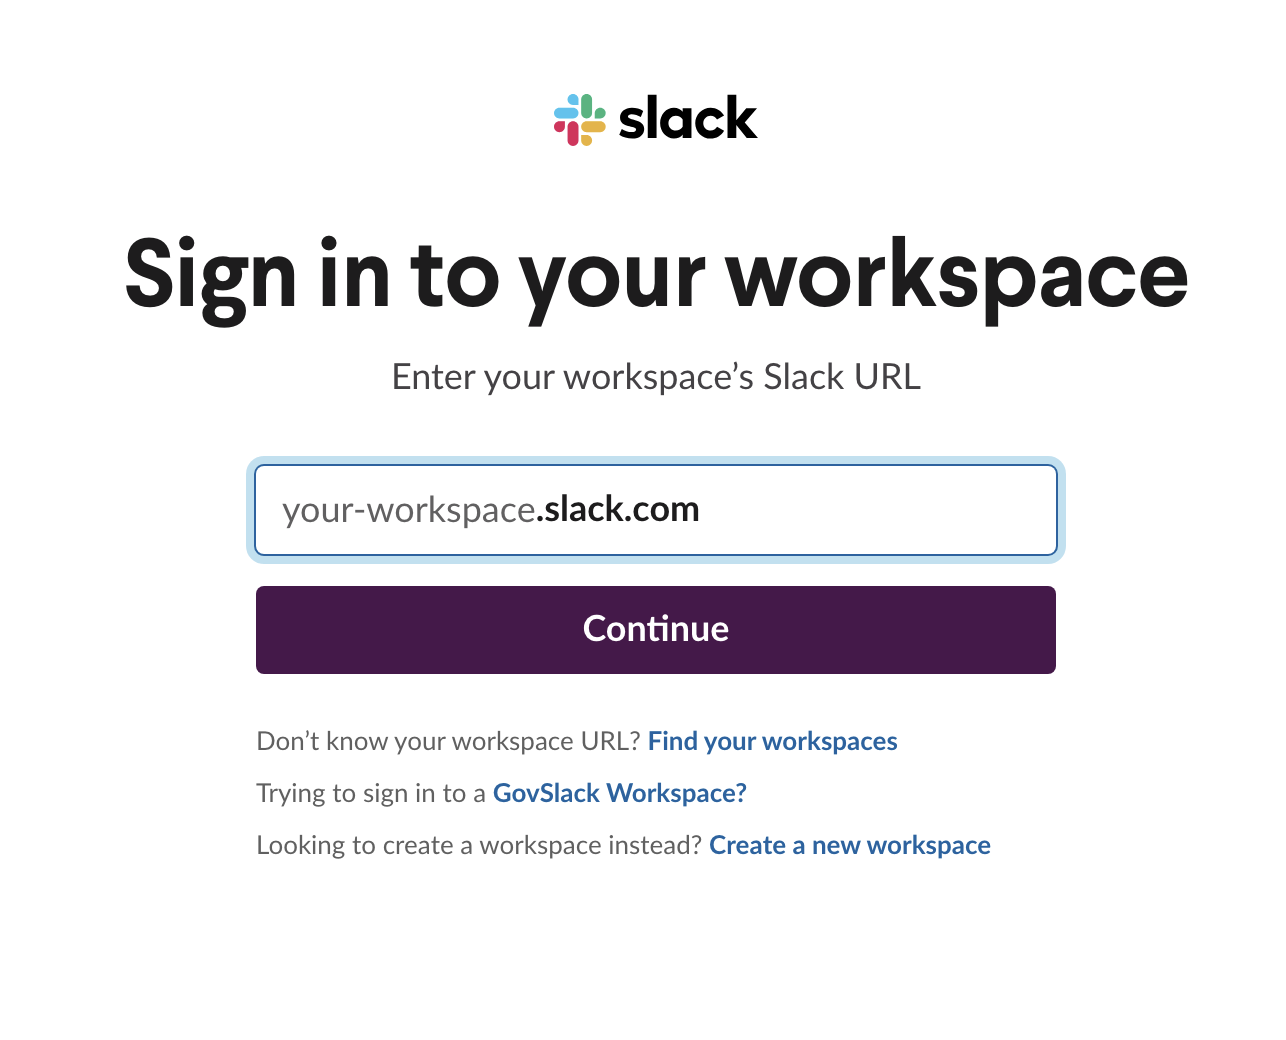 slack
Sign in to your workspace
Enter your workspace’s Slack URL
your-workspace.slack.com
Continue
Don’t know your workspace URL? Find your workspaces
Trying to sign in to a GovSlack Workspace?
Looking to create a workspace instead? Create a new workspace